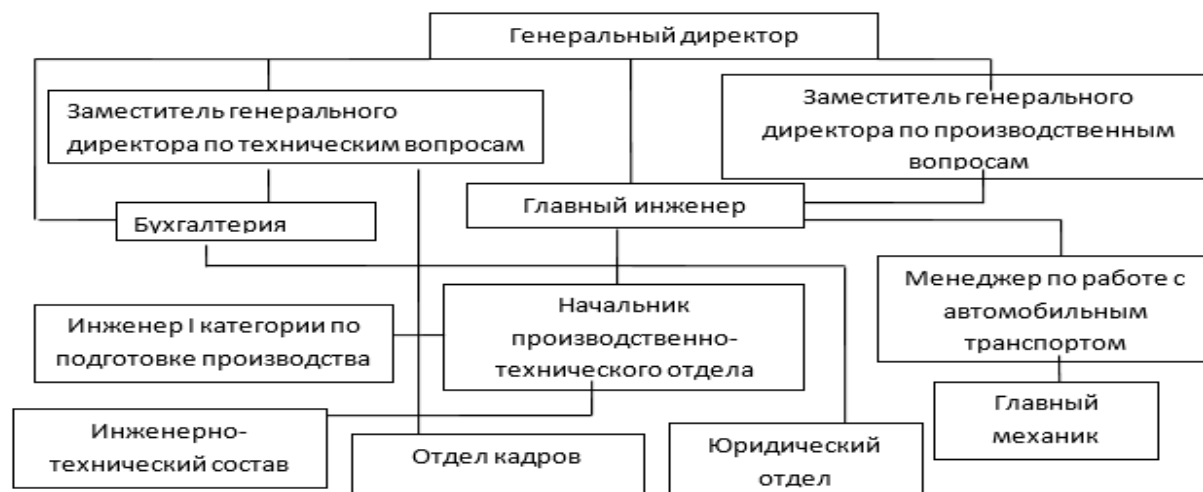 Генеральный директор
Заместитель генерального
директора по техническим вопросам
Заместитель генерального
директора по производственным
вопросам
Бухгалтерия
Главный инженер
Инженер I категории по
подготовке производства
Начальник
производственно-
технического отдела
Менеджер по работе с
автомобильным
транспортом
Инженерно-
технический состав
Отдел кадров
Юридический
отдел
Главный
механик